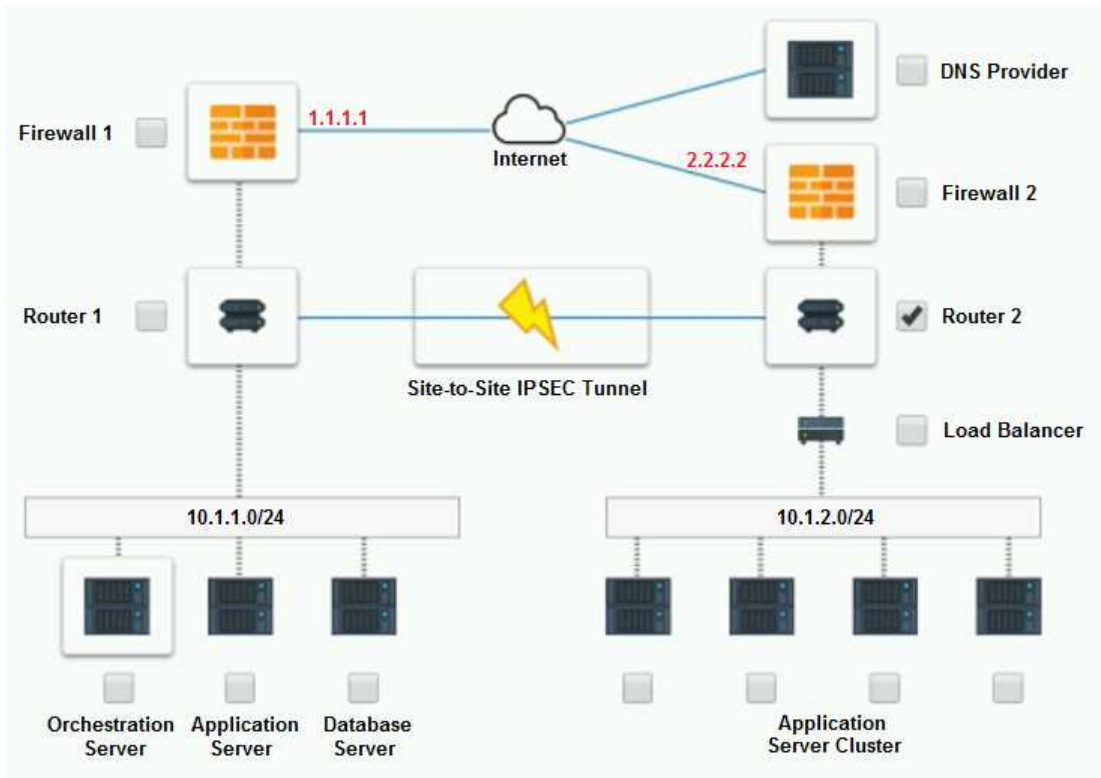 DNS Provider
Firewall 1
1.1.1.1
Internet
2.2.2.2
Firewall 2
Router 1
Router 2
Site-to-Site IPSEC Tunnel
Load Balancer
10.1.1.0/24
10.1.2.0/24
Orchestration
Server
Application
Server
Database
Server
Application
Server Cluster